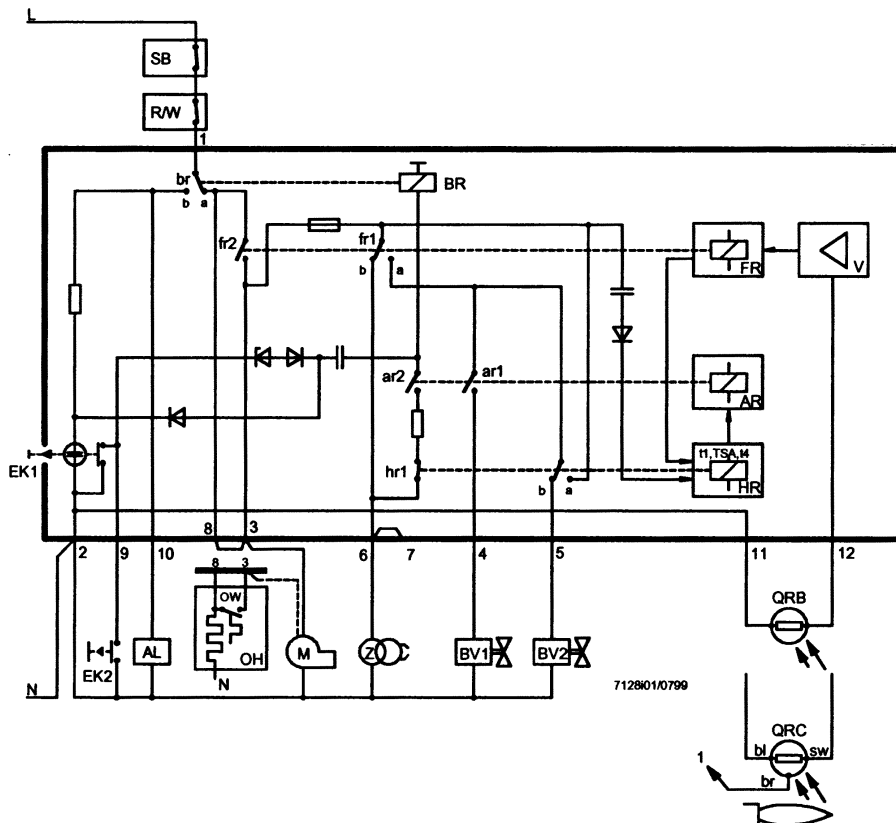 L
SB
R/W
1
br
b a
BR
fr2
fr1
b a
FR
V
ar2
ar1
AR
EK1
hr1
t1,TSA,t4
HR
b a
8 3
2 9 10 6 7 4 5 11 12
8 3
OW
QRB
EK2
AL
OH
M
Z
BV1
BV2
N
N
7128i01/0799
QRC
bl sw
1
br